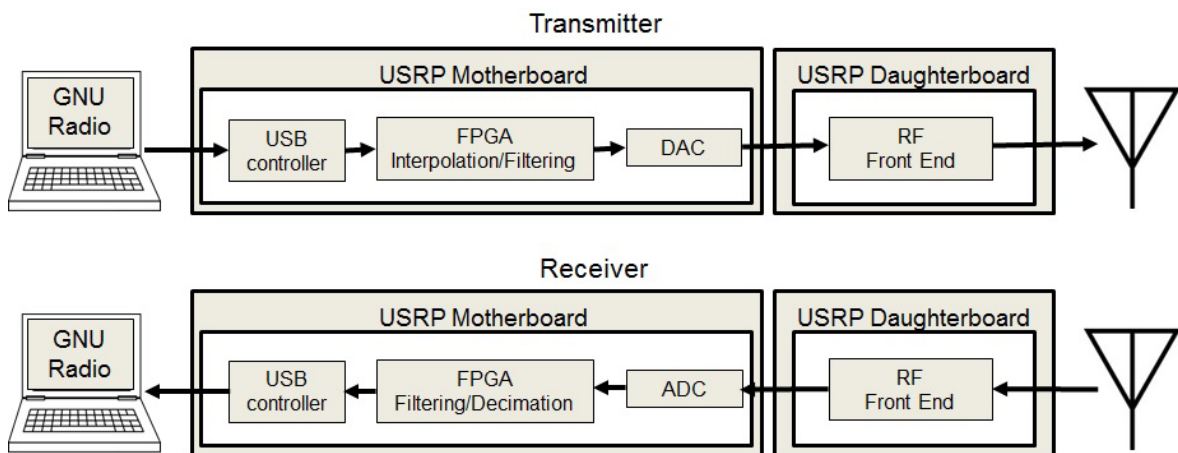 Transmitter
USRP Motherboard
USRP Daughterboard
GNU
Radio
USB
controller
FPGA
Interpolation/Filtering
DAC
RF
Front End
Receiver
USRP Motherboard
USRP Daughterboard
GNU
Radio
USB
controller
FPGA
Filtering/Decimation
ADC
RF
Front End